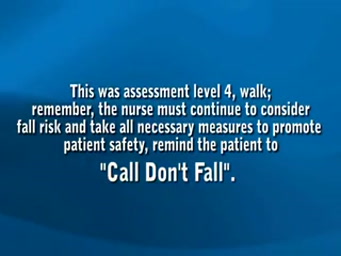 This was assessment level 4, walk;
remember, the nurse must continue to consider
fall risk and take all necessary measures to promote
patient safety, remind the patient to
"Call Don't Fall".